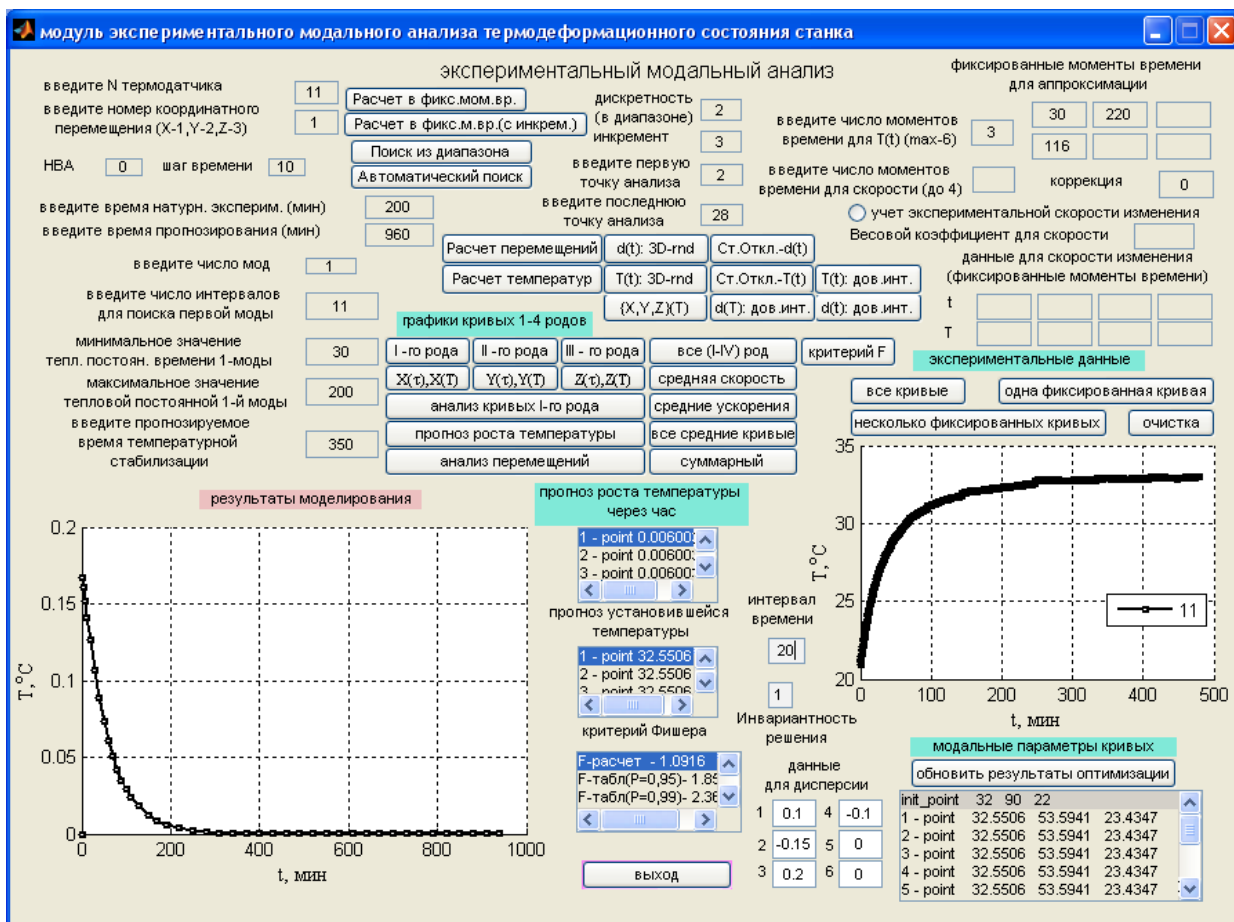 модуль экспериментального модального анализа термодеформационного состояния станка
экспериментальный модальный анализ
введите N термодатчика
11
введите номер координатного
перемещения (X-1,Y-2,Z-3)
1
НВА
0
шаг времени
10
введите время натурн. эксперим. (мин)
200
введите время прогнозирования (мин)
960
введите число мод
1
введите число интервалов
для поиска первой моды
11
минимальное значение
тепл. постоян. времени 1-моды
30
максимальное значение
тепловой постоянной 1-й моды
200
введите прогнозируемое
время температурной
стабилизации
350
Расчет в фикс.мом.вр.
Расчет в фикс.м.вр.(с инкрем.)
Поиск из диапазона
Автоматический поиск
дискретность
(в диапазоне)
2
инкремент
3
введите первую
точку анализа
2
введите последнюю
точку анализа
28
фиксированные моменты времени
для аппроксимации
введите число моментов
времени для T(t) (max-6)
3
30
220
116
введите число моментов
времени для скорости (до 4)
коррекция
0
учет экспериментальной скорости изменения
Весовой коэффициент для скорости
данные для скорости изменения
(фиксированные моменты времени)
t
T
Расчет перемещений
d(t): 3D-rnd
Ст.Откл.-d(t)
Расчет температур
T(t): 3D-rnd
Ст.Откл.-T(t)
T(t): дов.инт.
{X,Y,Z}(T)
d(T): дов.инт.
d(t): дов.инт.
графики кривых 1-4 родов
I -го рода
II -го рода
III - го рода
все (I-IV) род
критерий F
X(τ),X(T)
Y(τ),Y(T)
Z(τ),Z(T)
средняя скорость
анализ кривых I-го рода
средние ускорения
прогноз роста температуры
все средние кривые
анализ перемещений
суммарный
экспериментальные данные
все кривые
одна фиксированная кривая
несколько фиксированных кривых
очистка
35
30
25
20
T,°C
11
0
100
200
300
400
500
t, мин
результаты моделирования
0.2
0.15
0.1
0.05
0
T,°C
0
200
400
600
800
1000
t, мин
прогноз роста температуры
через час
1 - point 0.00600
2 - point 0.00600
3 - point 0.00600
прогноз установившейся
температуры
1 - point 32.5506
2 - point 32.5506
3 - point 32.5506
критерий Фишера
F-расчет - 1.0916
F-табл(P=0,95)- 1.85
F-табл(P=0,99)- 2.36
выход
интервал
времени
20
1
Инвариантность
решения
данные
для дисперсии
1
0.1
4
-0.1
2
-0.15
5
0
3
0.2
6
0
модальные параметры кривых
обновить результаты оптимизации
init_point 32 90 22
1 - point 32.5506 53.5941 23.4347
2 - point 32.5506 53.5941 23.4347
3 - point 32.5506 53.5941 23.4347
4 - point 32.5506 53.5941 23.4347
5 - point 32.5506 53.5941 23.4347